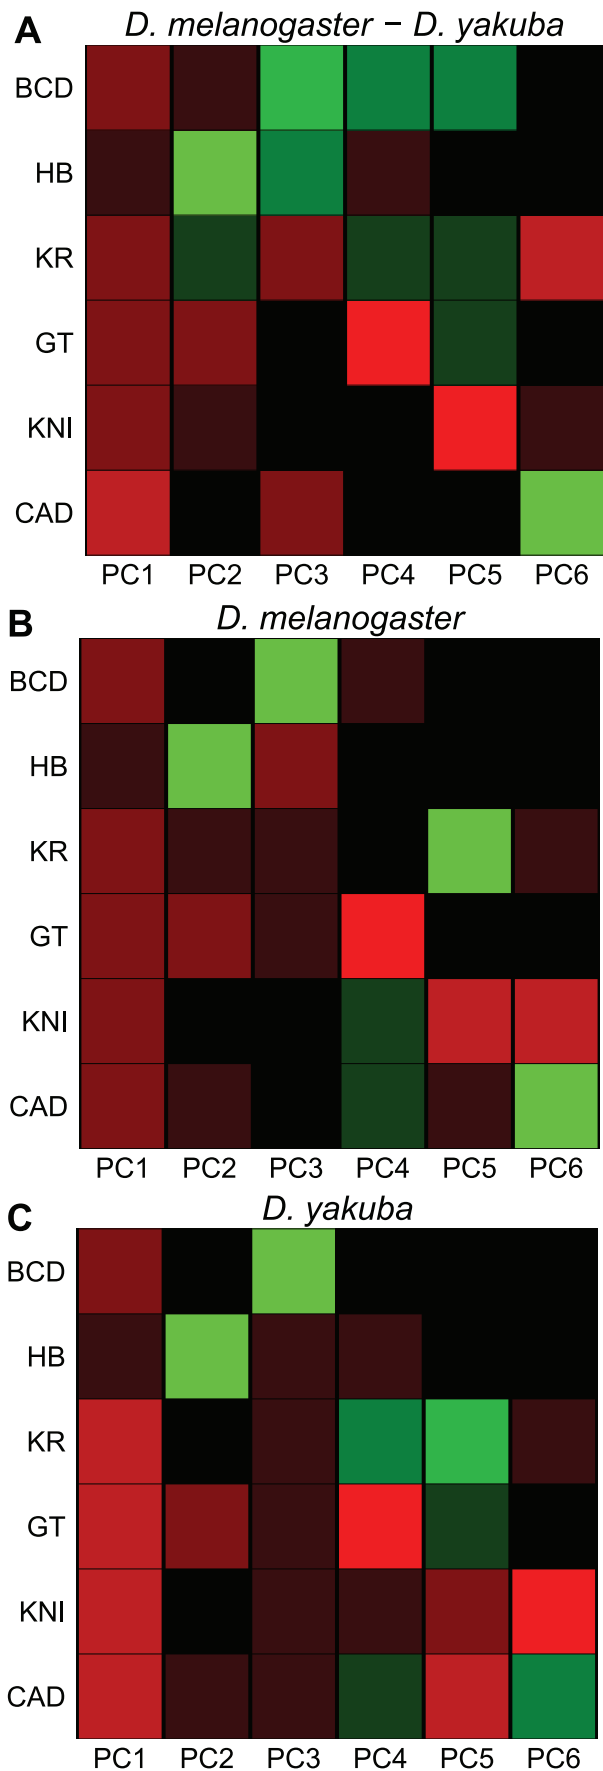 A D. melanogaster − D. yakuba
BCD
HB
KR
GT
KNI
CAD
PC1 PC2 PC3 PC4 PC5 PC6
B D. melanogaster
BCD
HB
KR
GT
KNI
CAD
PC1 PC2 PC3 PC4 PC5 PC6
C D. yakuba
BCD
HB
KR
GT
KNI
CAD
PC1 PC2 PC3 PC4 PC5 PC6